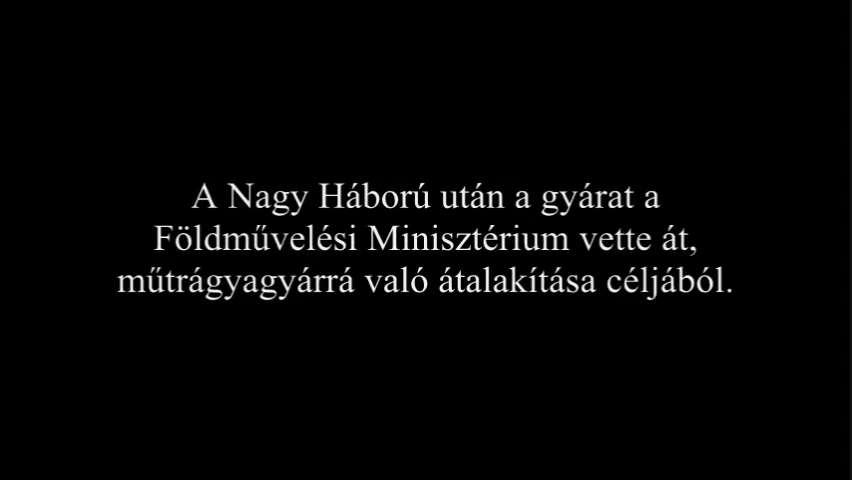 A Nagy Háború után a gyárat a
Földművelési Minisztérium vette át,
műtrágyagyárrá való átalakítása céljából.